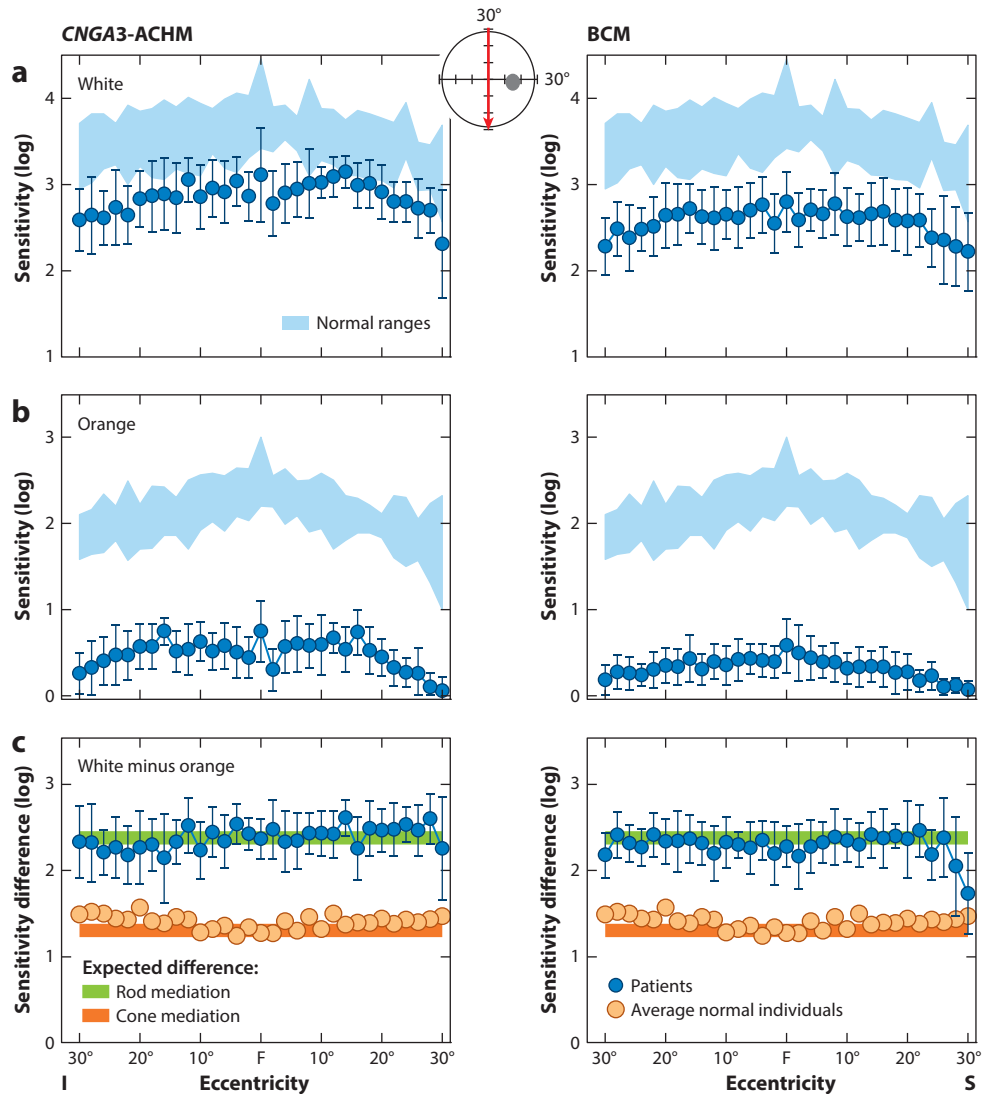 CNGA3-ACHM
30°
30°
BCM
a
White
Sensitivity (log)
4
3
2
1
Normal ranges
Sensitivity (log)
4
3
2
1
b
Orange
Sensitivity (log)
3
2
1
0
Sensitivity (log)
3
2
1
0
c
White minus orange
Sensitivity difference (log)
3
2
1
0
Expected difference:
Rod mediation
Cone mediation
30° 20° 10° F 10° 20° 30°
I Eccentricity
Sensitivity difference (log)
3
2
1
0
Patients
Average normal individuals
30° 20° 10° F 10° 20° 30°
Eccentricity S